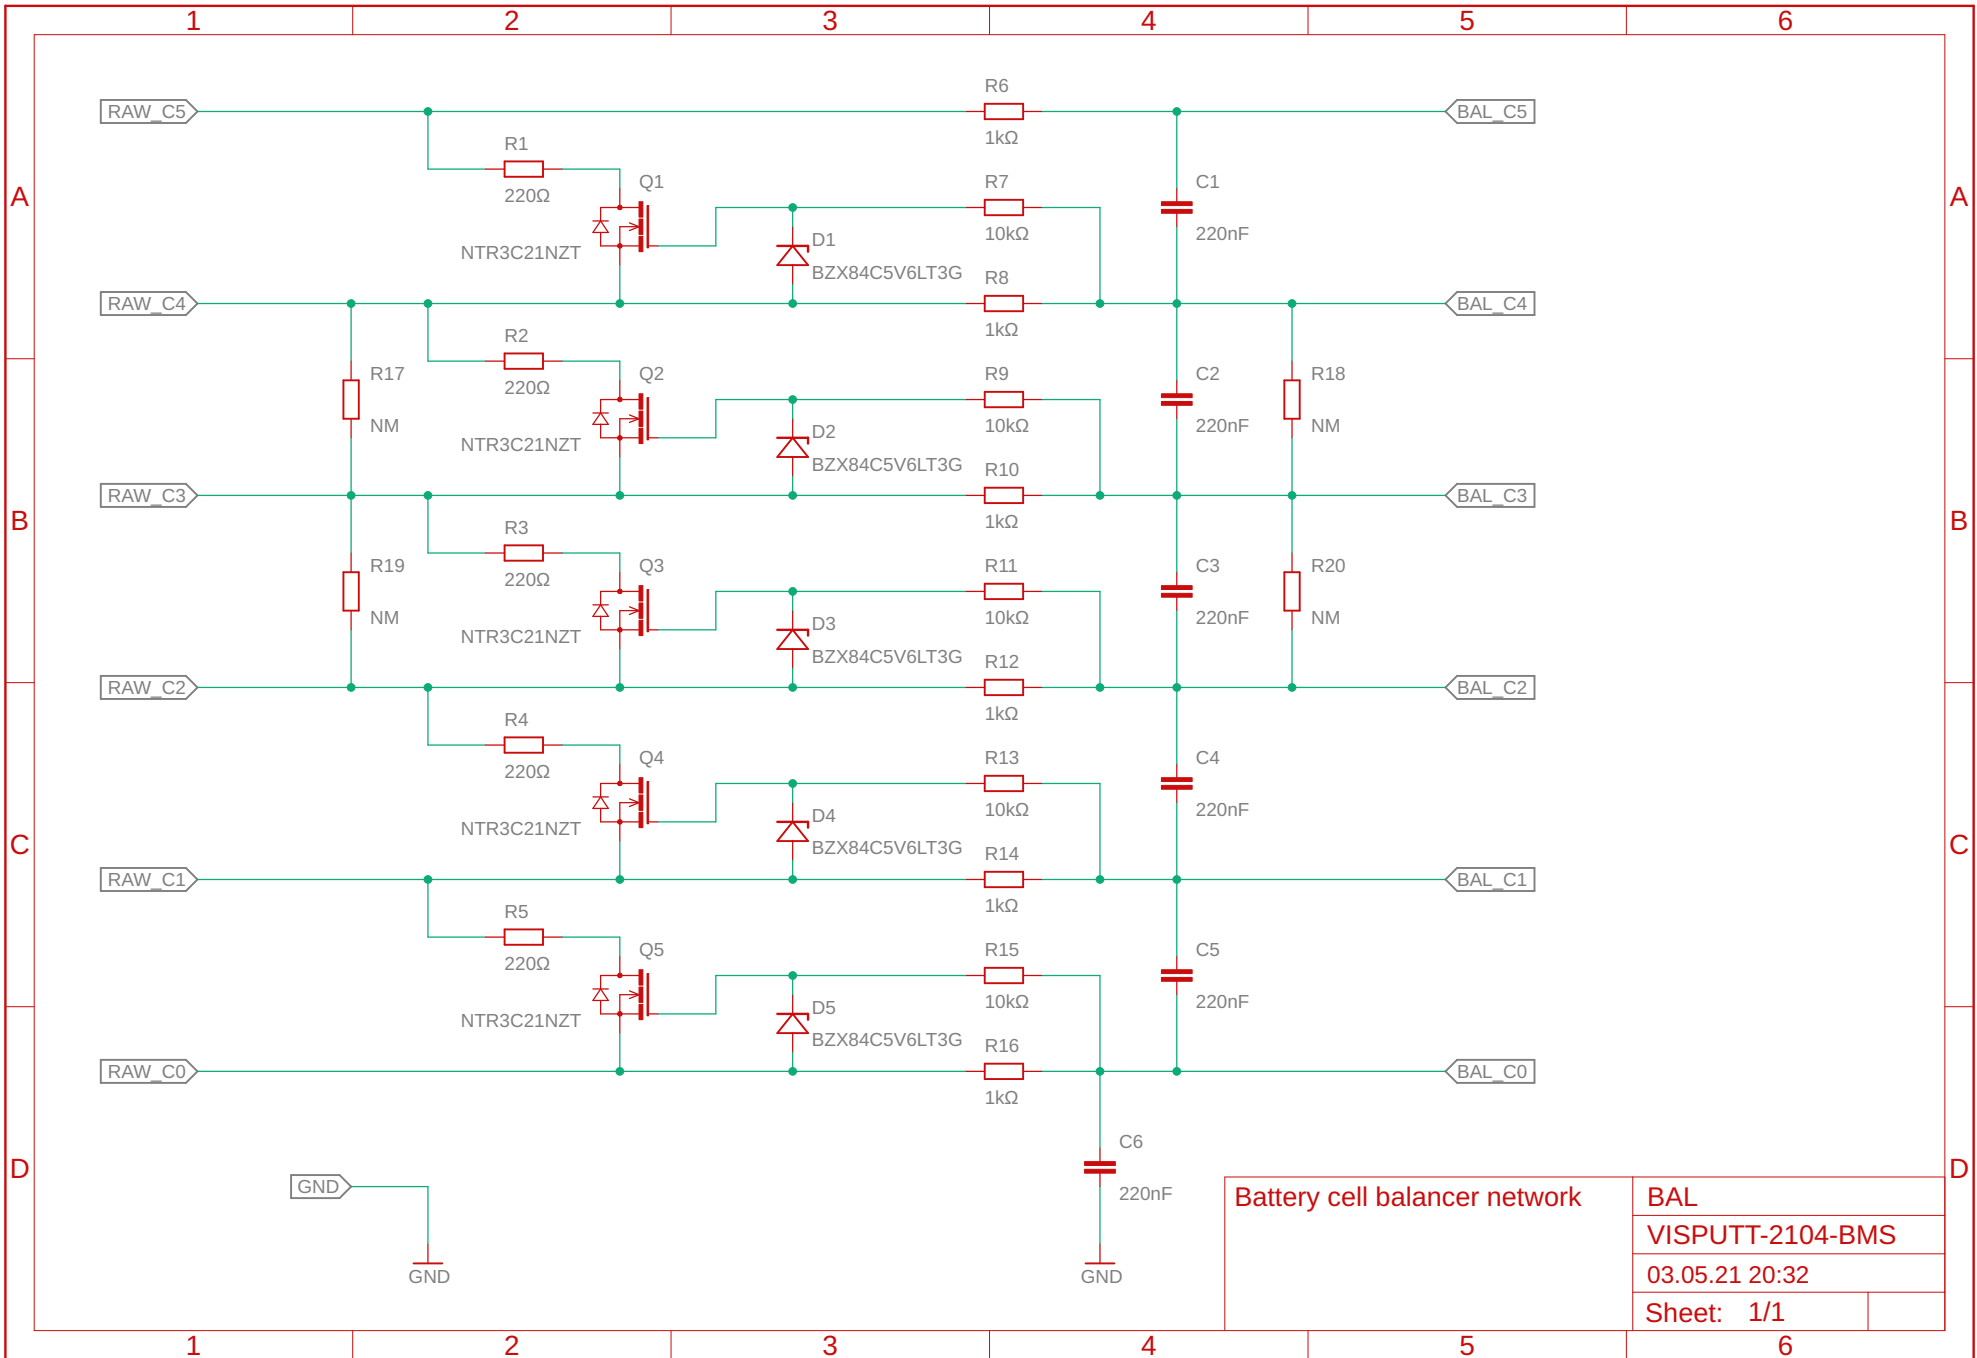 1 2 3 4 5 6
R6
RAW_C5 BAL_C5
1kΩ
R1
R7
Q1 C1
220Ω
A A
10kΩ 220nF
D1
NTR3C21NZT
BZX84C5V6LT3G
R8
RAW_C4 BAL_C4
1kΩ
R2
R17 Q2 R9 C2 R18
220Ω
NM 10kΩ 220nF NM
D2
NTR3C21NZT
BZX84C5V6LT3G
R10
RAW_C3 BAL_C3
B 1kΩ B
R3
R19 Q3 R11 C3 R20
220Ω
NM 10kΩ 220nF NM
D3
NTR3C21NZT
BZX84C5V6LT3G
R12
RAW_C2 BAL_C2
1kΩ
R4
Q4 R13 C4
220Ω
10kΩ 220nF
D4
NTR3C21NZT
C C
BZX84C5V6LT3G
R14
RAW_C1 BAL_C1
1kΩ
R5
Q5 R15 C5
220Ω
10kΩ 220nF
D5
NTR3C21NZT
BZX84C5V6LT3G
R16
RAW_C0 BAL_C0
1kΩ
C6
D D
GND
220nF
GND GND
Battery cell balancer network
BAL
VISPUTT-2104-BMS
03.05.21 20:32
Sheet: 1/1
1 2 3 4 5 6